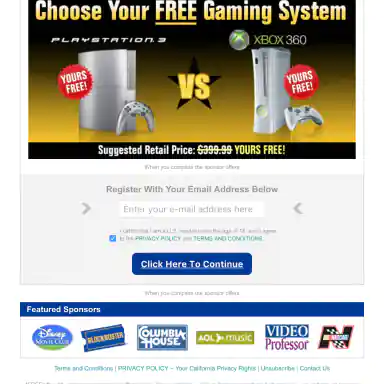 Choose Your FREE Gaming System
PLAYSTATION 3
XBOX 360
YOURS FREE!
VS
YOURS FREE!
Suggested Retail Price: $399.99 YOURS FREE!
When you complete the sponsor offers
Register With Your Email Address Below
Enter your e-mail address here
to the PRIVACY POLICY and TERMS AND CONDITIONS
Click Here To Continue
When you complete the sponsor offers
Featured Sponsors
Disney MOVIE CLUB
BLOCKBUSTER
COLUMBIA HOUSE
AOL music
VIDEO Professor
Terms and Conditions | PRIVACY POLICY – Your California Privacy Rights | Unsubscribe | Contact Us